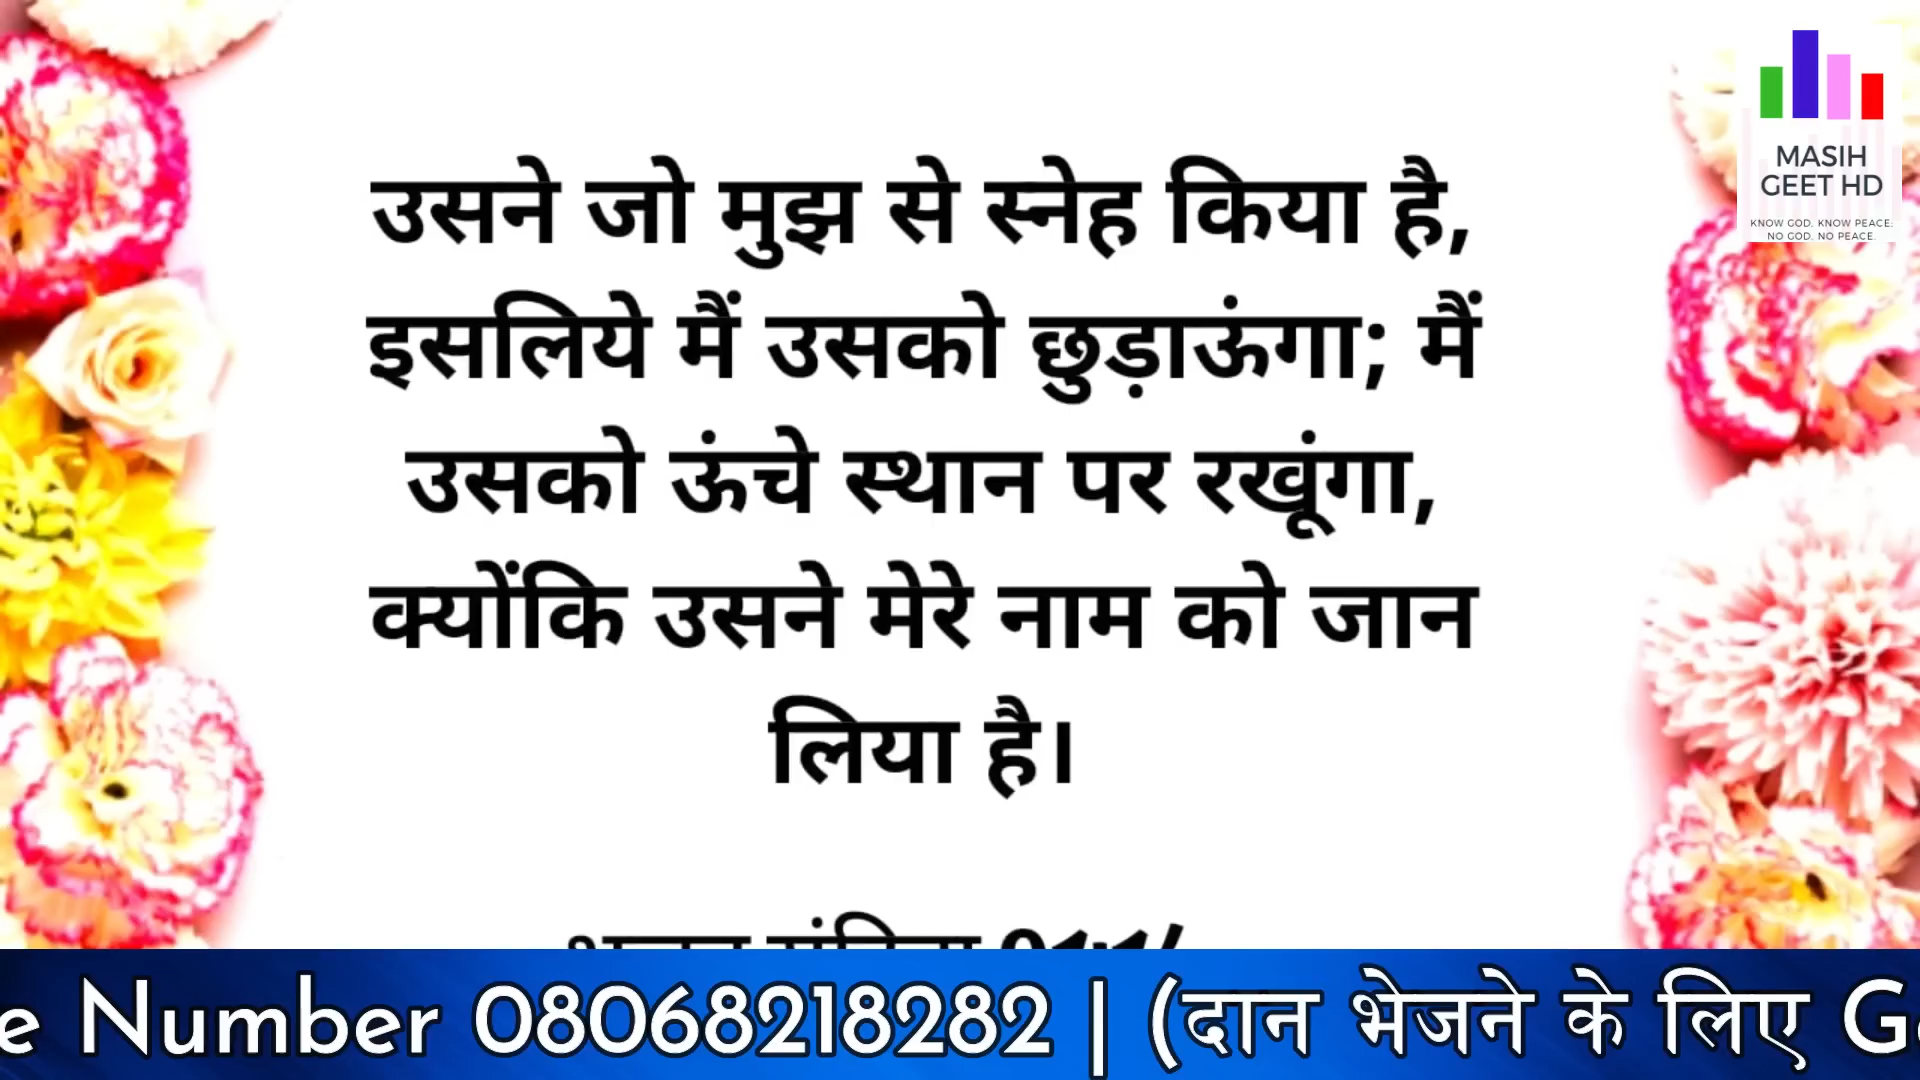 MASIH
GEET HD
KNOW GOD. KNOW PEACE:
NO GOD. NO PEACE.
उसने जो मुझ से स्नेह किया है,
इसलिये मैं उसको छुड़ाऊंगा; मैं
उसको ऊंचे स्थान पर रखूंगा,
क्योंकि उसने मेरे नाम को जान
लिया है।
Number 08068218282 | (दान भेजने के लिए